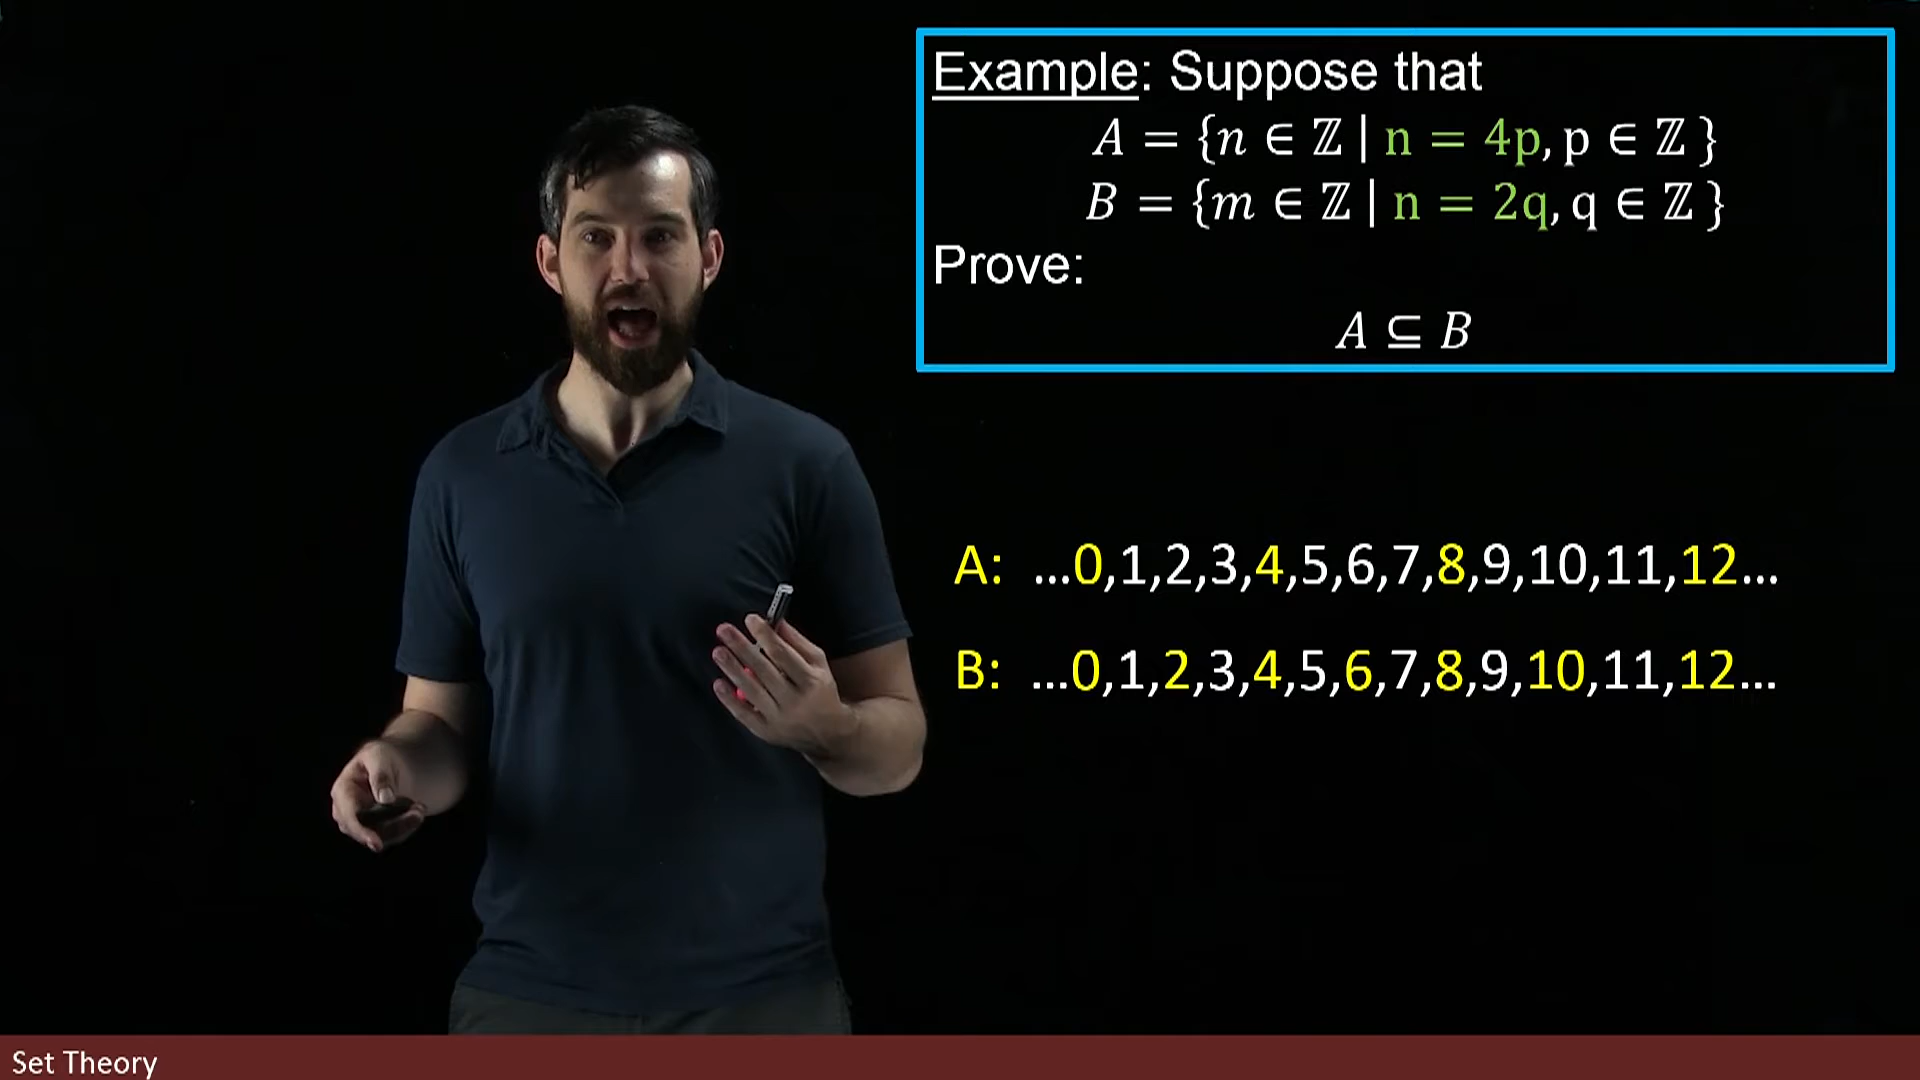 Example: Suppose that
A = {n ∈ ℤ | n = 4p, p ∈ ℤ }
B = {m ∈ ℤ | n = 2q, q ∈ ℤ }
Prove:
A ⊆ B
A: ...0,1,2,3,4,5,6,7,8,9,10,11,12...
B: ...0,1,2,3,4,5,6,7,8,9,10,11,12...
Set Theory